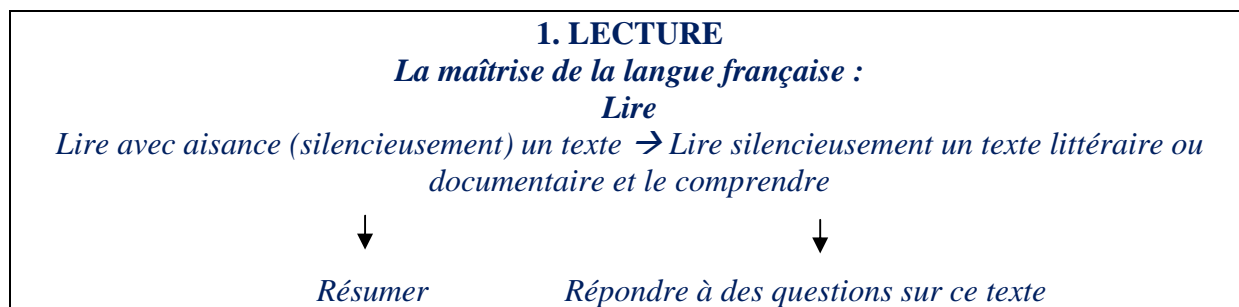 1. LECTURE
La maîtrise de la langue française :
Lire
Lire avec aisance (silencieusement) un texte → Lire silencieusement un texte littéraire ou
documentaire et le comprendre
Résumer Répondre à des questions sur ce texte